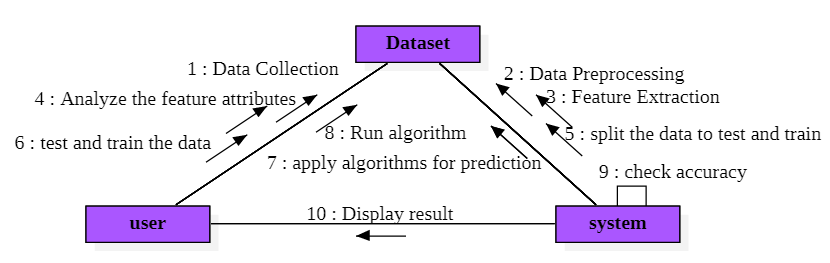 Dataset
1 : Data Collection
2 : Data Preprocessing
4 : Analyze the feature attributes
3 : Feature Extraction
6 : test and train the data
8 : Run algorithm
5 : split the data to test and train
7 : apply algorithms for prediction
9 : check accuracy
10 : Display result
user
system